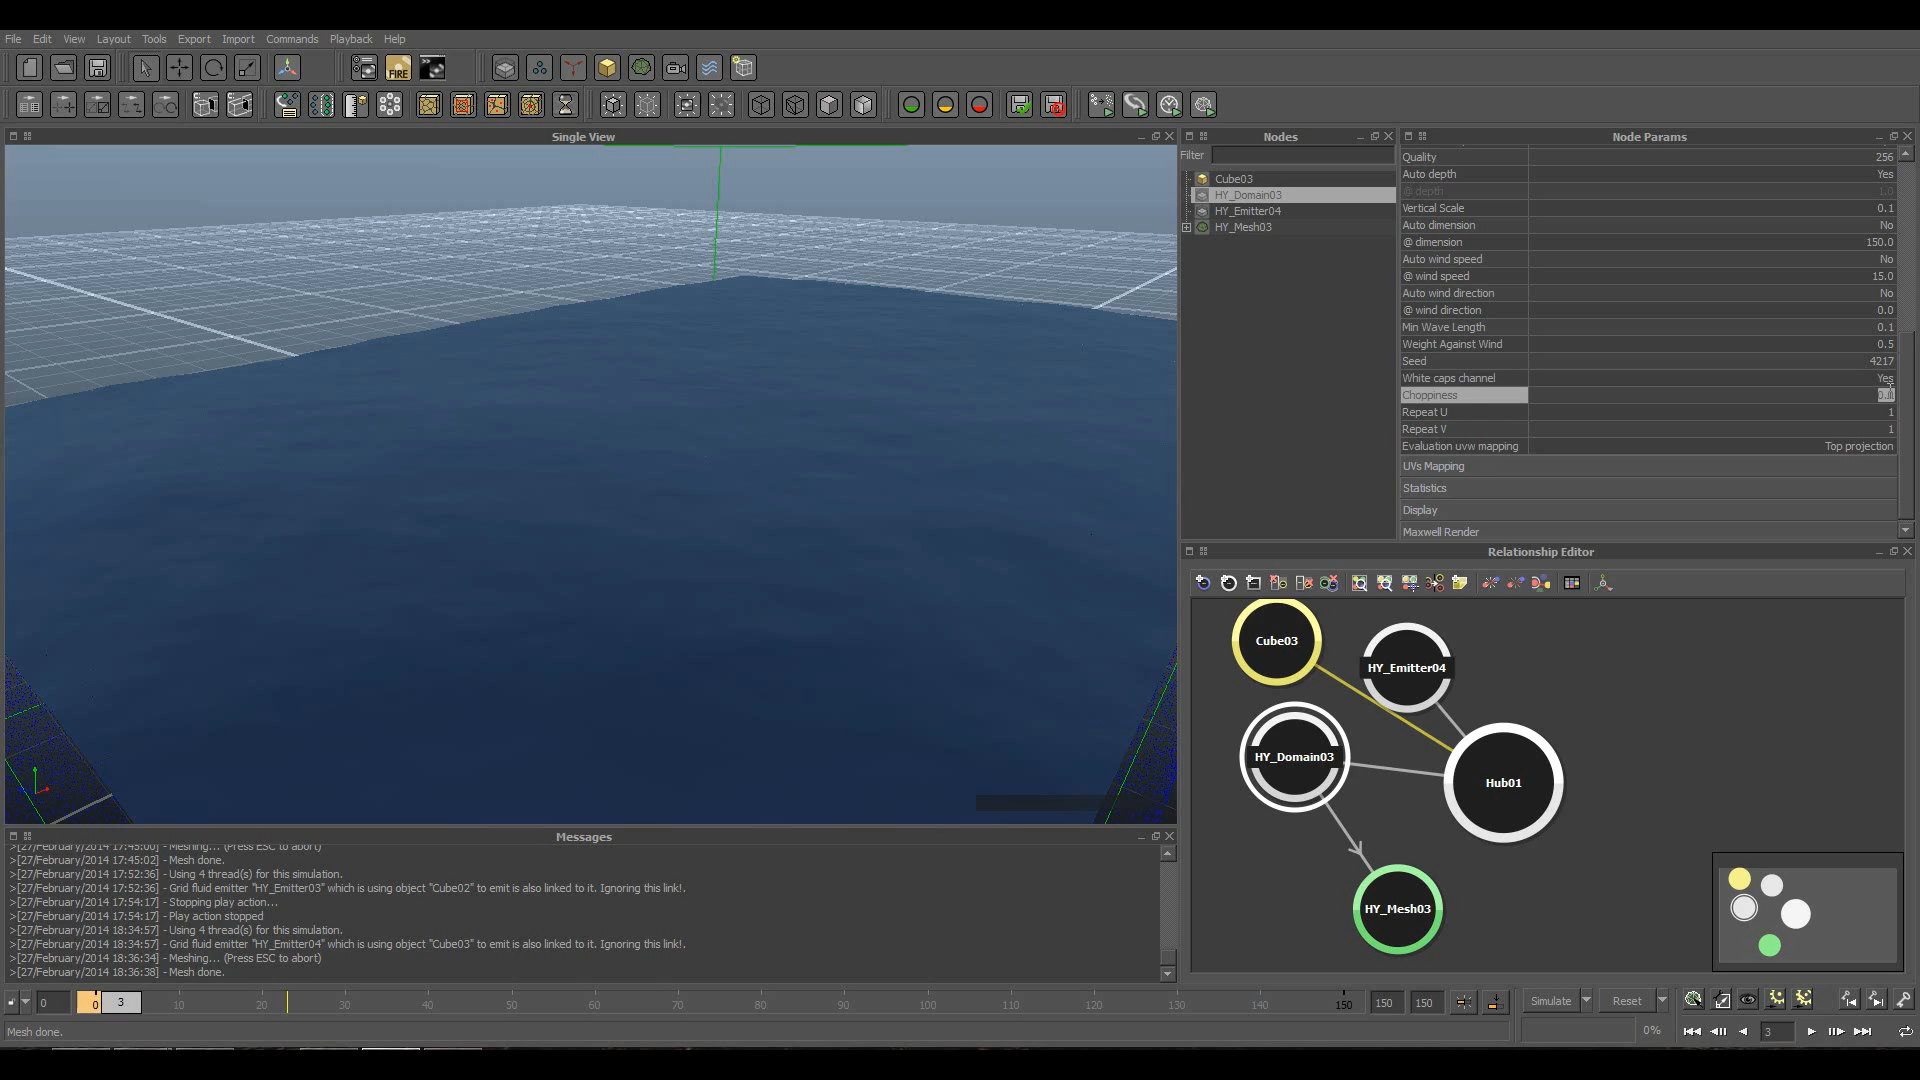 File Edit View Layout Tools Export Import Commands Playback Help
FIRE
Single View
Nodes
Node Params
Filter
Cube03
HY_Domain03
HY_Emitter04
HY_Mesh03
Quality 256
Auto depth Yes
@ depth 1.0
Vertical Scale 0.1
Auto dimension No
@ dimension 150.0
Auto wind speed No
@ wind speed 15.0
Auto wind direction No
@ wind direction 0.0
Min Wave Length 0.1
Weight Against Wind 0.5
Seed 4217
White caps channel Yes
Choppiness
Repeat U 1
Repeat V 1
Evaluation uvw mapping Top projection
UVs Mapping
Statistics
Display
Maxwell Render
Relationship Editor
Cube03
HY_Emitter04
HY_Domain03
Hub01
HY_Mesh03
Messages
>[27/February/2014 17:45:00] - Meshing... (Press ESC to abort)
>[27/February/2014 17:45:02] - Mesh done.
>[27/February/2014 17:52:36] - Using 4 thread(s) for this simulation.
>[27/February/2014 17:52:36] - Grid fluid emitter "HY_Emitter03" which is using object "Cube02" to emit is also linked to it. Ignoring this link!.
>[27/February/2014 17:54:17] - Stopping play action...
>[27/February/2014 17:54:17] - Play action stopped
>[27/February/2014 18:34:57] - Using 4 thread(s) for this simulation.
>[27/February/2014 18:34:57] - Grid fluid emitter "HY_Emitter04" which is using object "Cube03" to emit is also linked to it. Ignoring this link!.
>[27/February/2014 18:36:34] - Meshing... (Press ESC to abort)
>[27/February/2014 18:36:38] - Mesh done.
0 0 3 10 20 30 40 50 60 70 80 90 100 110 120 130 140 150 150 150
Simulate Reset
Mesh done.
0% 3